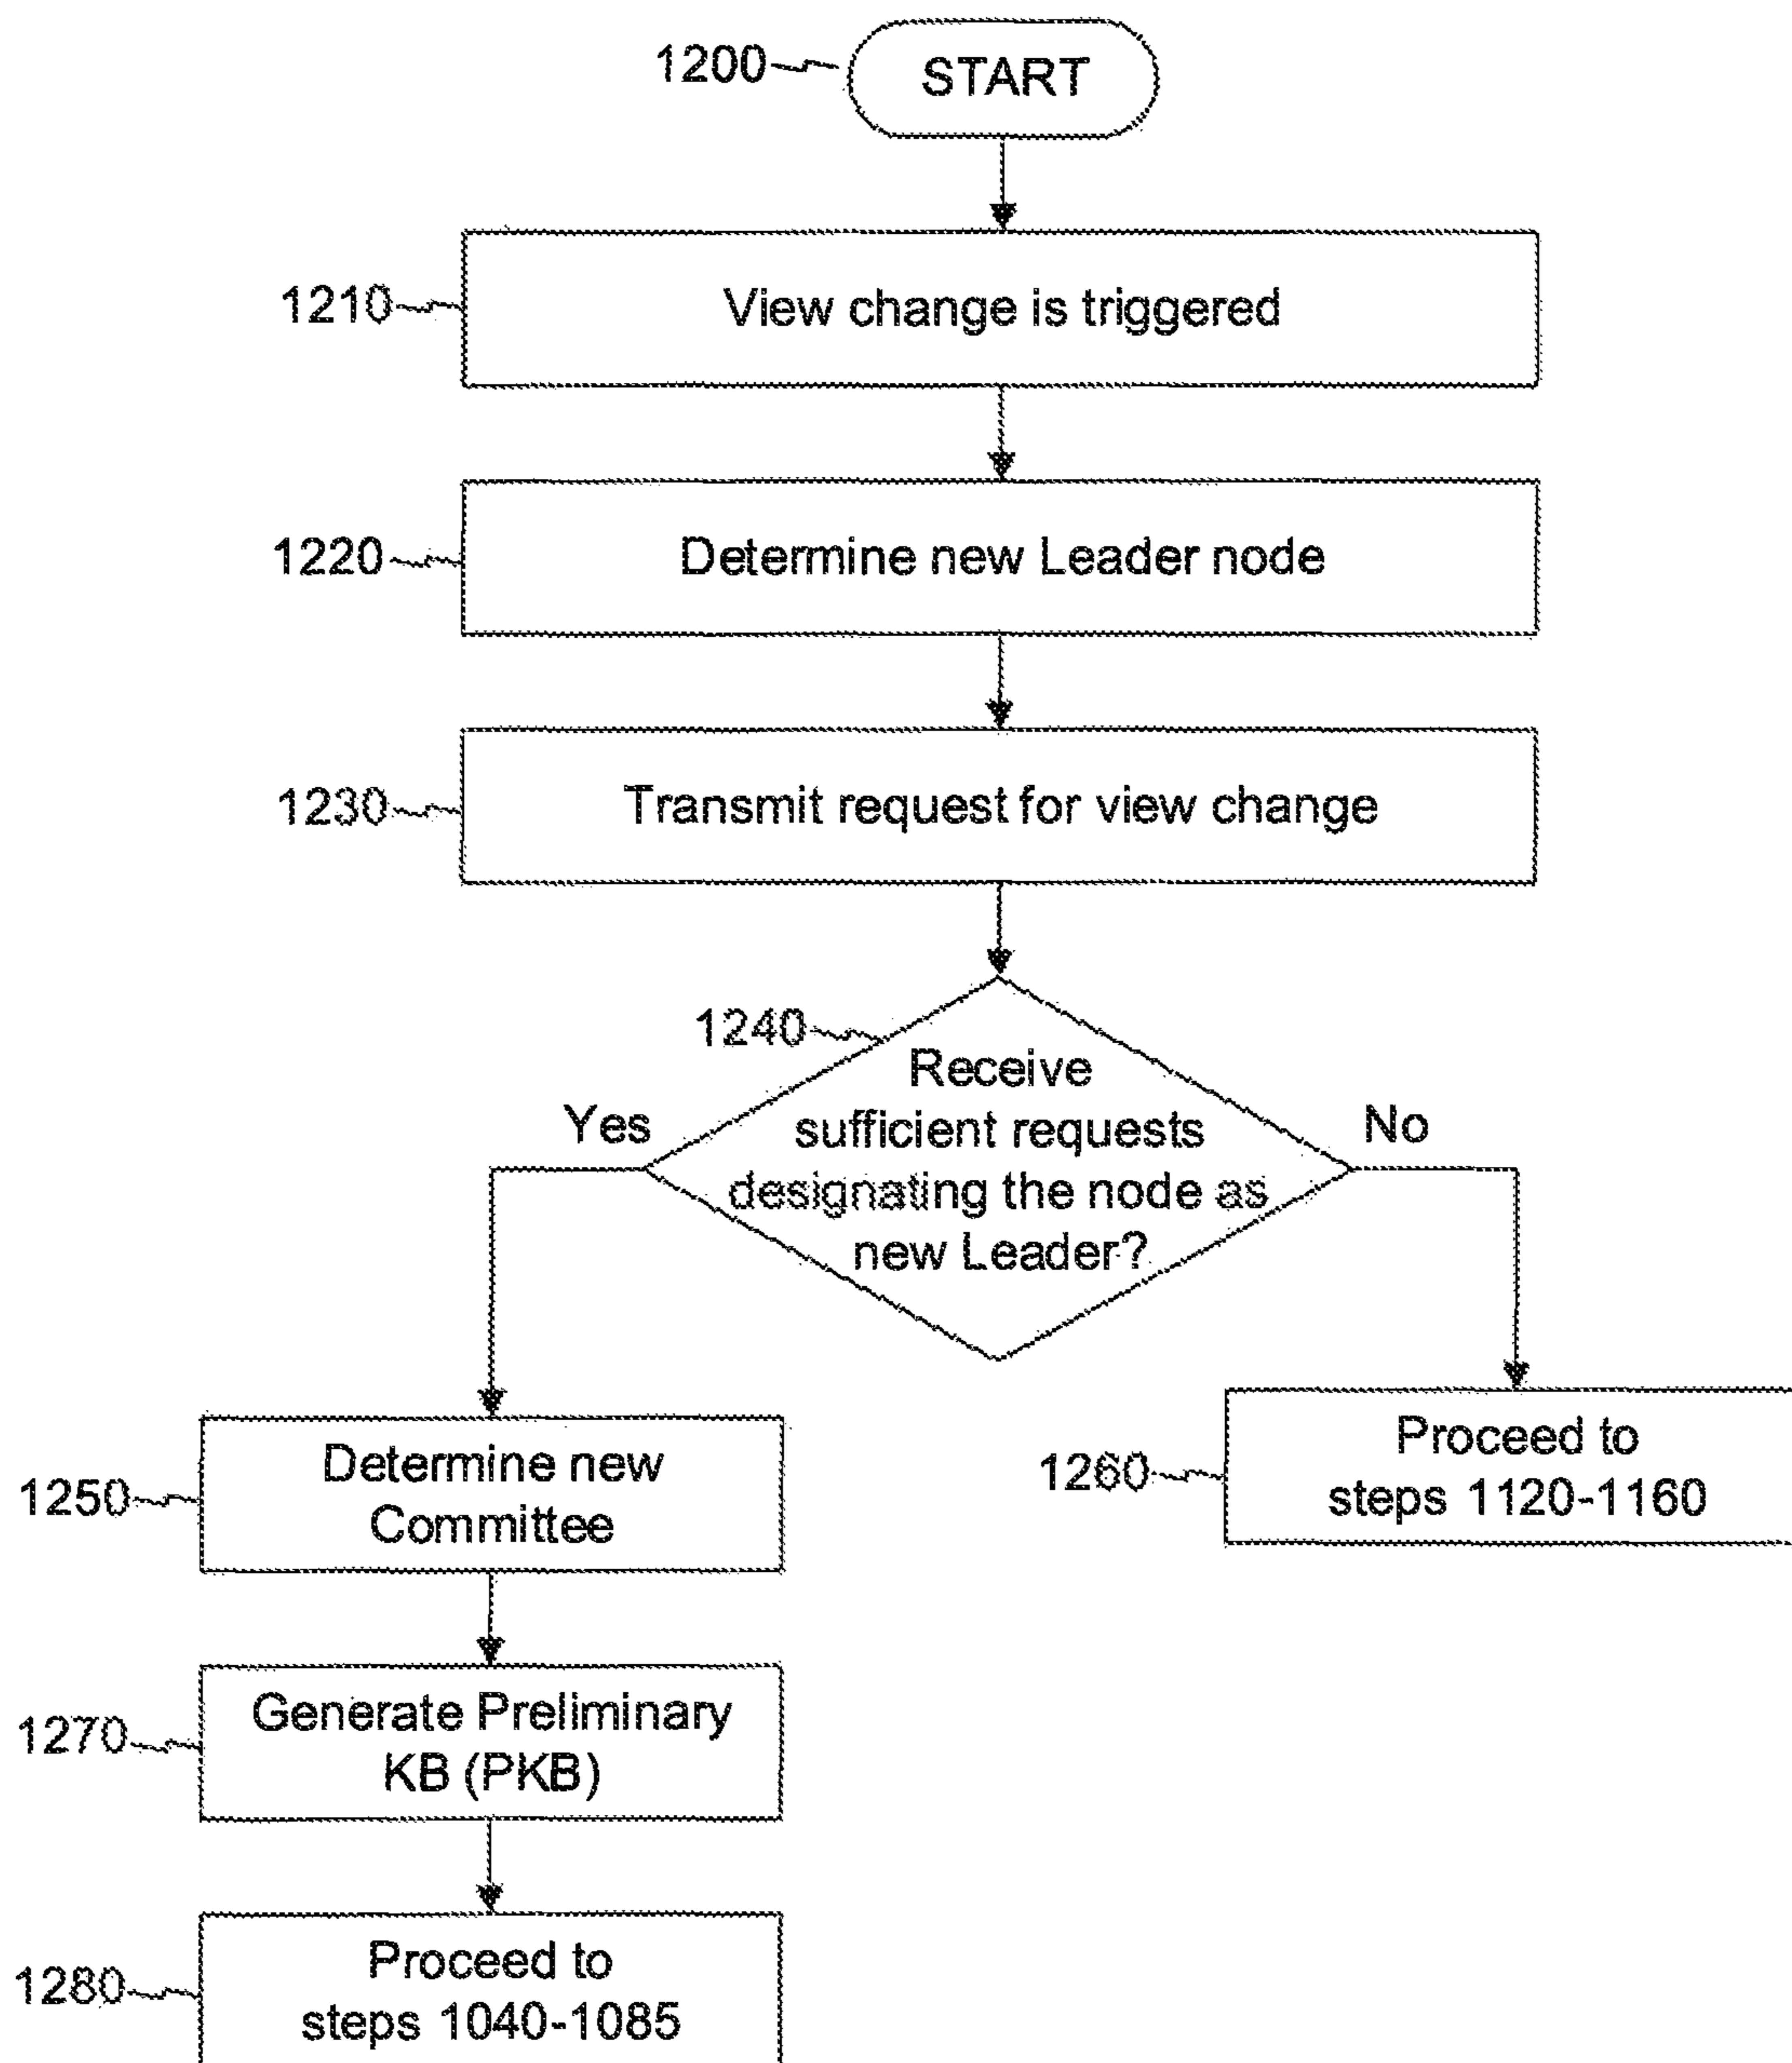 1200
START
1210
View change is triggered
1220
Determine new Leader node
1230
Transmit request for view change
1240
Receive
sufficient requests
designating the node as
new Leader?
Yes
No
1250
Determine new
Committee
1260
Proceed to
steps 1120-1160
1270
Generate Preliminary
KB (PKB)
1280
Proceed to
steps 1040-1085